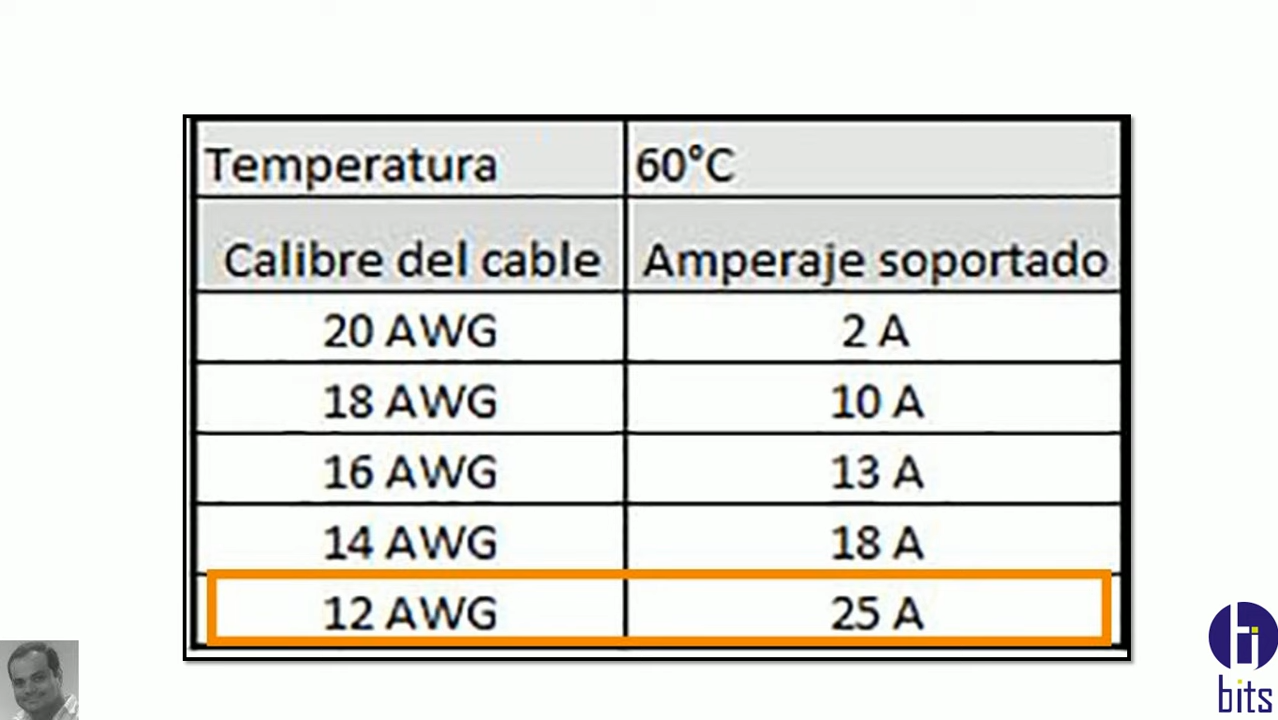 Temperatura 60°C
Calibre del cable Amperaje soportado
20 AWG 2 A
18 AWG 10 A
16 AWG 13 A
14 AWG 18 A
12 AWG 25 A
bits